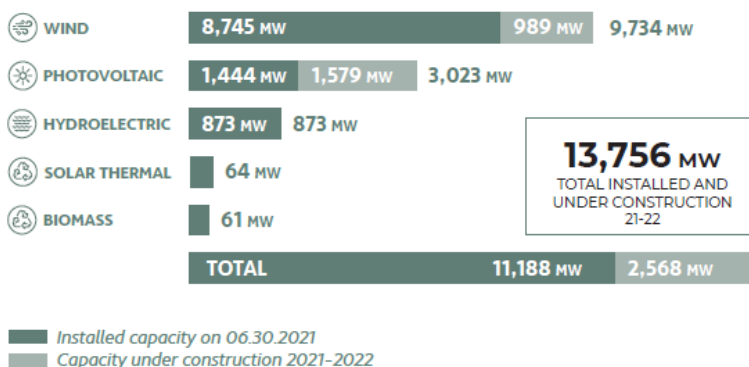 WIND 8,745 MW 989 MW 9,734 MW
PHOTOVOLTAIC 1,444 MW 1,579 MW 3,023 MW
HYDROELECTRIC 873 MW 873 MW
SOLAR THERMAL 64 MW
BIOMASS 61 MW
13,756 MW
TOTAL INSTALLED AND
UNDER CONSTRUCTION
21-22
TOTAL 11,188 MW 2,568 MW
Installed capacity on 06.30.2021
Capacity under construction 2021-2022